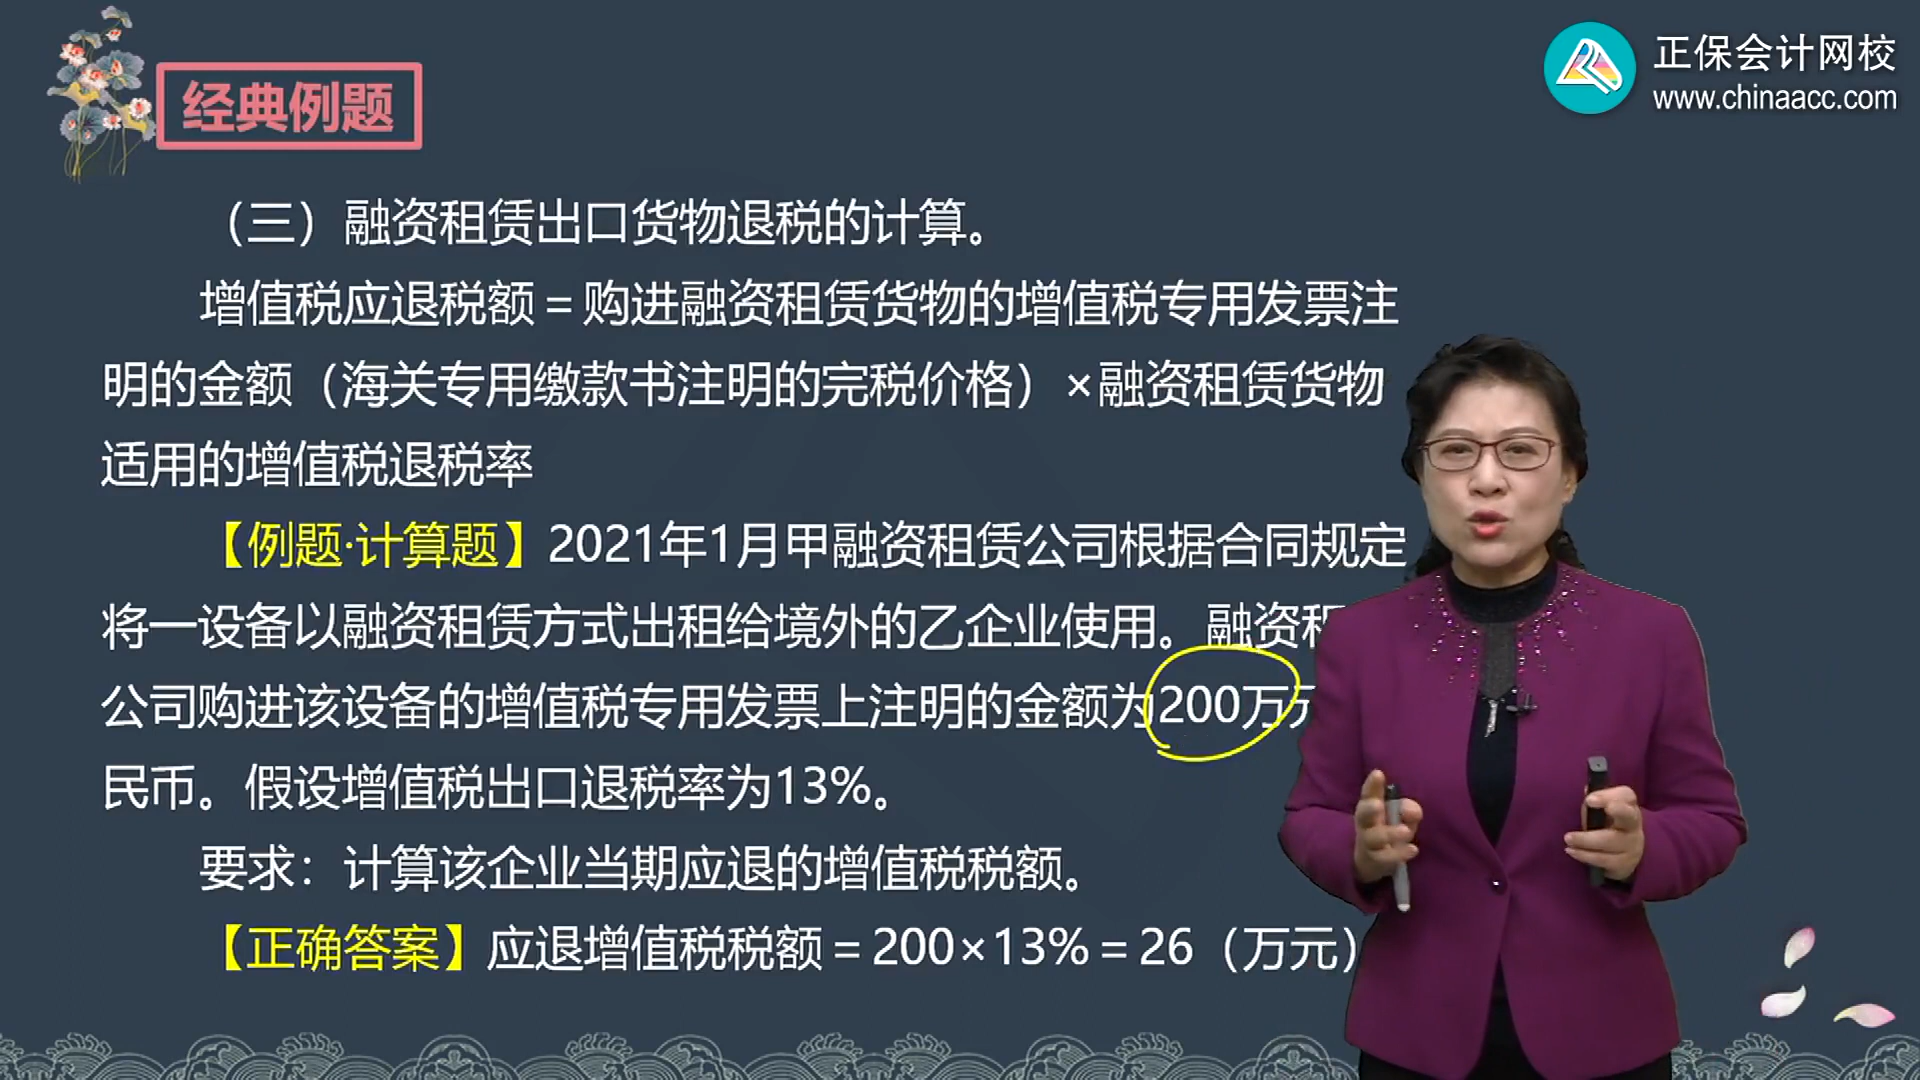 正保会计网校
www.chinaacc.com
经典例题
（三）融资租赁出口货物退税的计算。
增值税应退税额＝购进融资租赁货物的增值税专用发票注
明的金额（海关专用缴款书注明的完税价格）×融资租赁货物
适用的增值税退税率
【例题·计算题】2021年1月甲融资租赁公司根据合同规定
将一设备以融资租赁方式出租给境外的乙企业使用。融资租
公司购进该设备的增值税专用发票上注明的金额为200万
民币。假设增值税出口退税率为13%。
要求：计算该企业当期应退的增值税税额。
【正确答案】应退增值税税额＝200×13%＝26（万元）